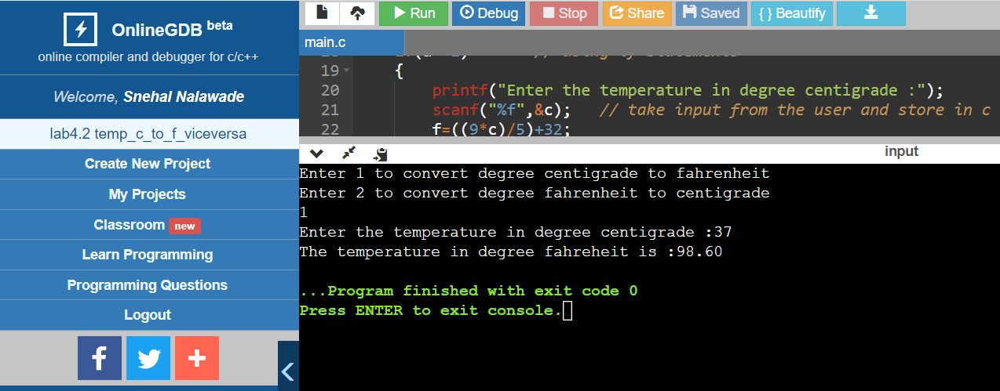 OnlineGDB beta
online compiler and debugger for c/c++
Welcome, Snehal Nalawade
lab4.2 temp_c_to_f_viceversa
Create New Project
My Projects
Classroom new
Learn Programming
Programming Questions
Logout
Run Debug Stop Share Saved { } Beautify
main.c
19 {
20 printf("Enter the temperature in degree centigrade :");
21 scanf("%f",&c); // take input from the user and store in c
22 f=((9*c)/5)+32;
input
Enter 1 to convert degree centigrade to fahrenheit
Enter 2 to convert degree fahrenheit to centigrade
1
Enter the temperature in degree centigrade :37
The temperature in degree fahreheit is :98.60
...Program finished with exit code 0
Press ENTER to exit console.